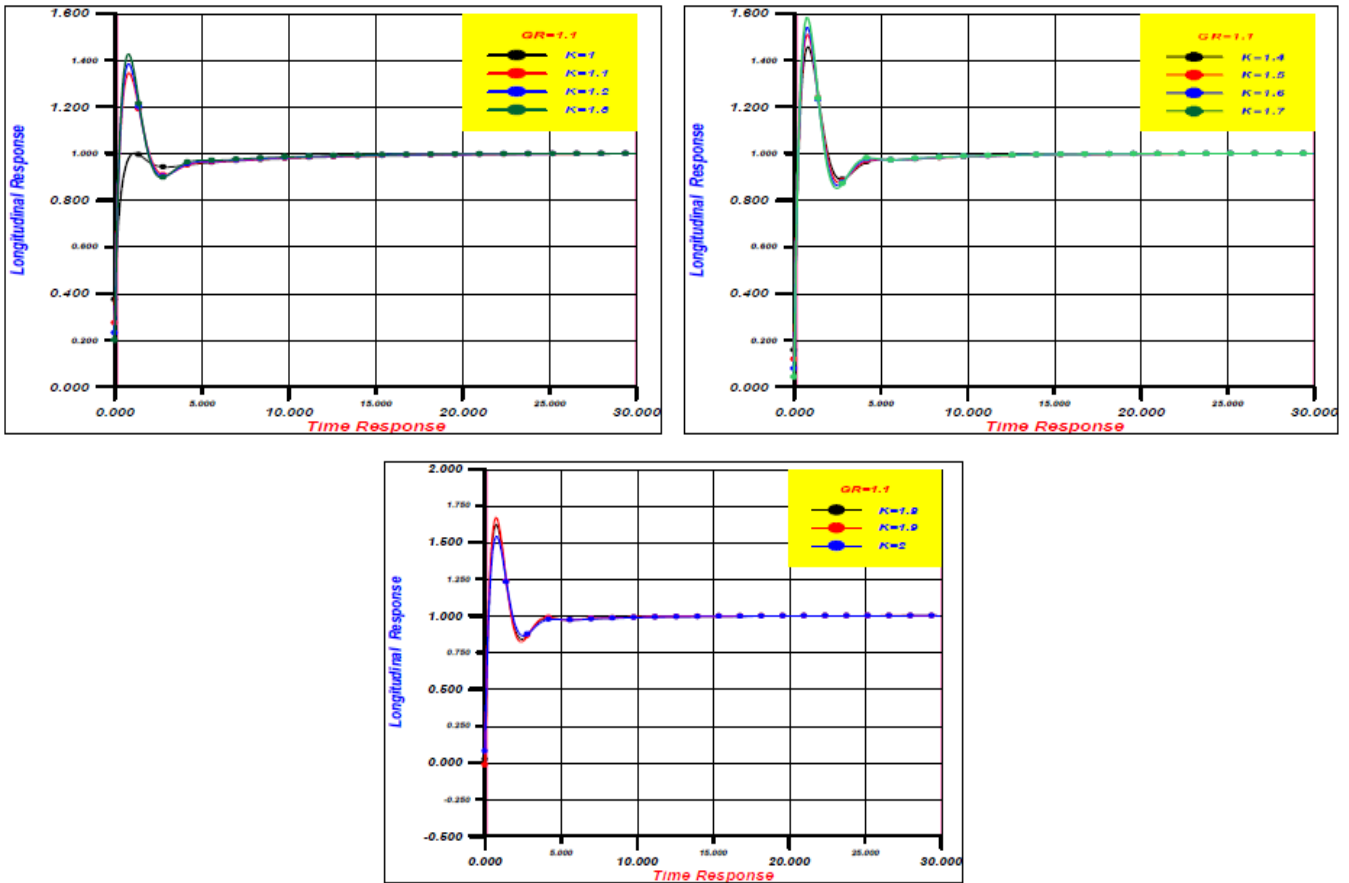 GR=1.1
K=1
K=1.1
K=1.2
Longitudinal Response
1.600
1.400
1.200
1.000
0.800
0.600
0.400
0.200
0.000
0.000
5.000
10.000
15.000
20.000
25.000
30.000
Time Response
GR=1.1
K=1.4
K=1.5
K=1.6
K=1.7
Longitudinal Response
1.600
1.400
1.200
1.000
0.800
0.600
0.400
0.200
0.000
0.000
5.000
10.000
15.000
20.000
25.000
30.000
Time Response
GR=1.1
K=1.9
K=2
Longitudinal Response
2.000
1.750
1.500
1.250
1.000
0.750
0.500
0.250
0.000
-0.250
-0.500
0.000
5.000
10.000
15.000
20.000
25.000
30.000
Time Response